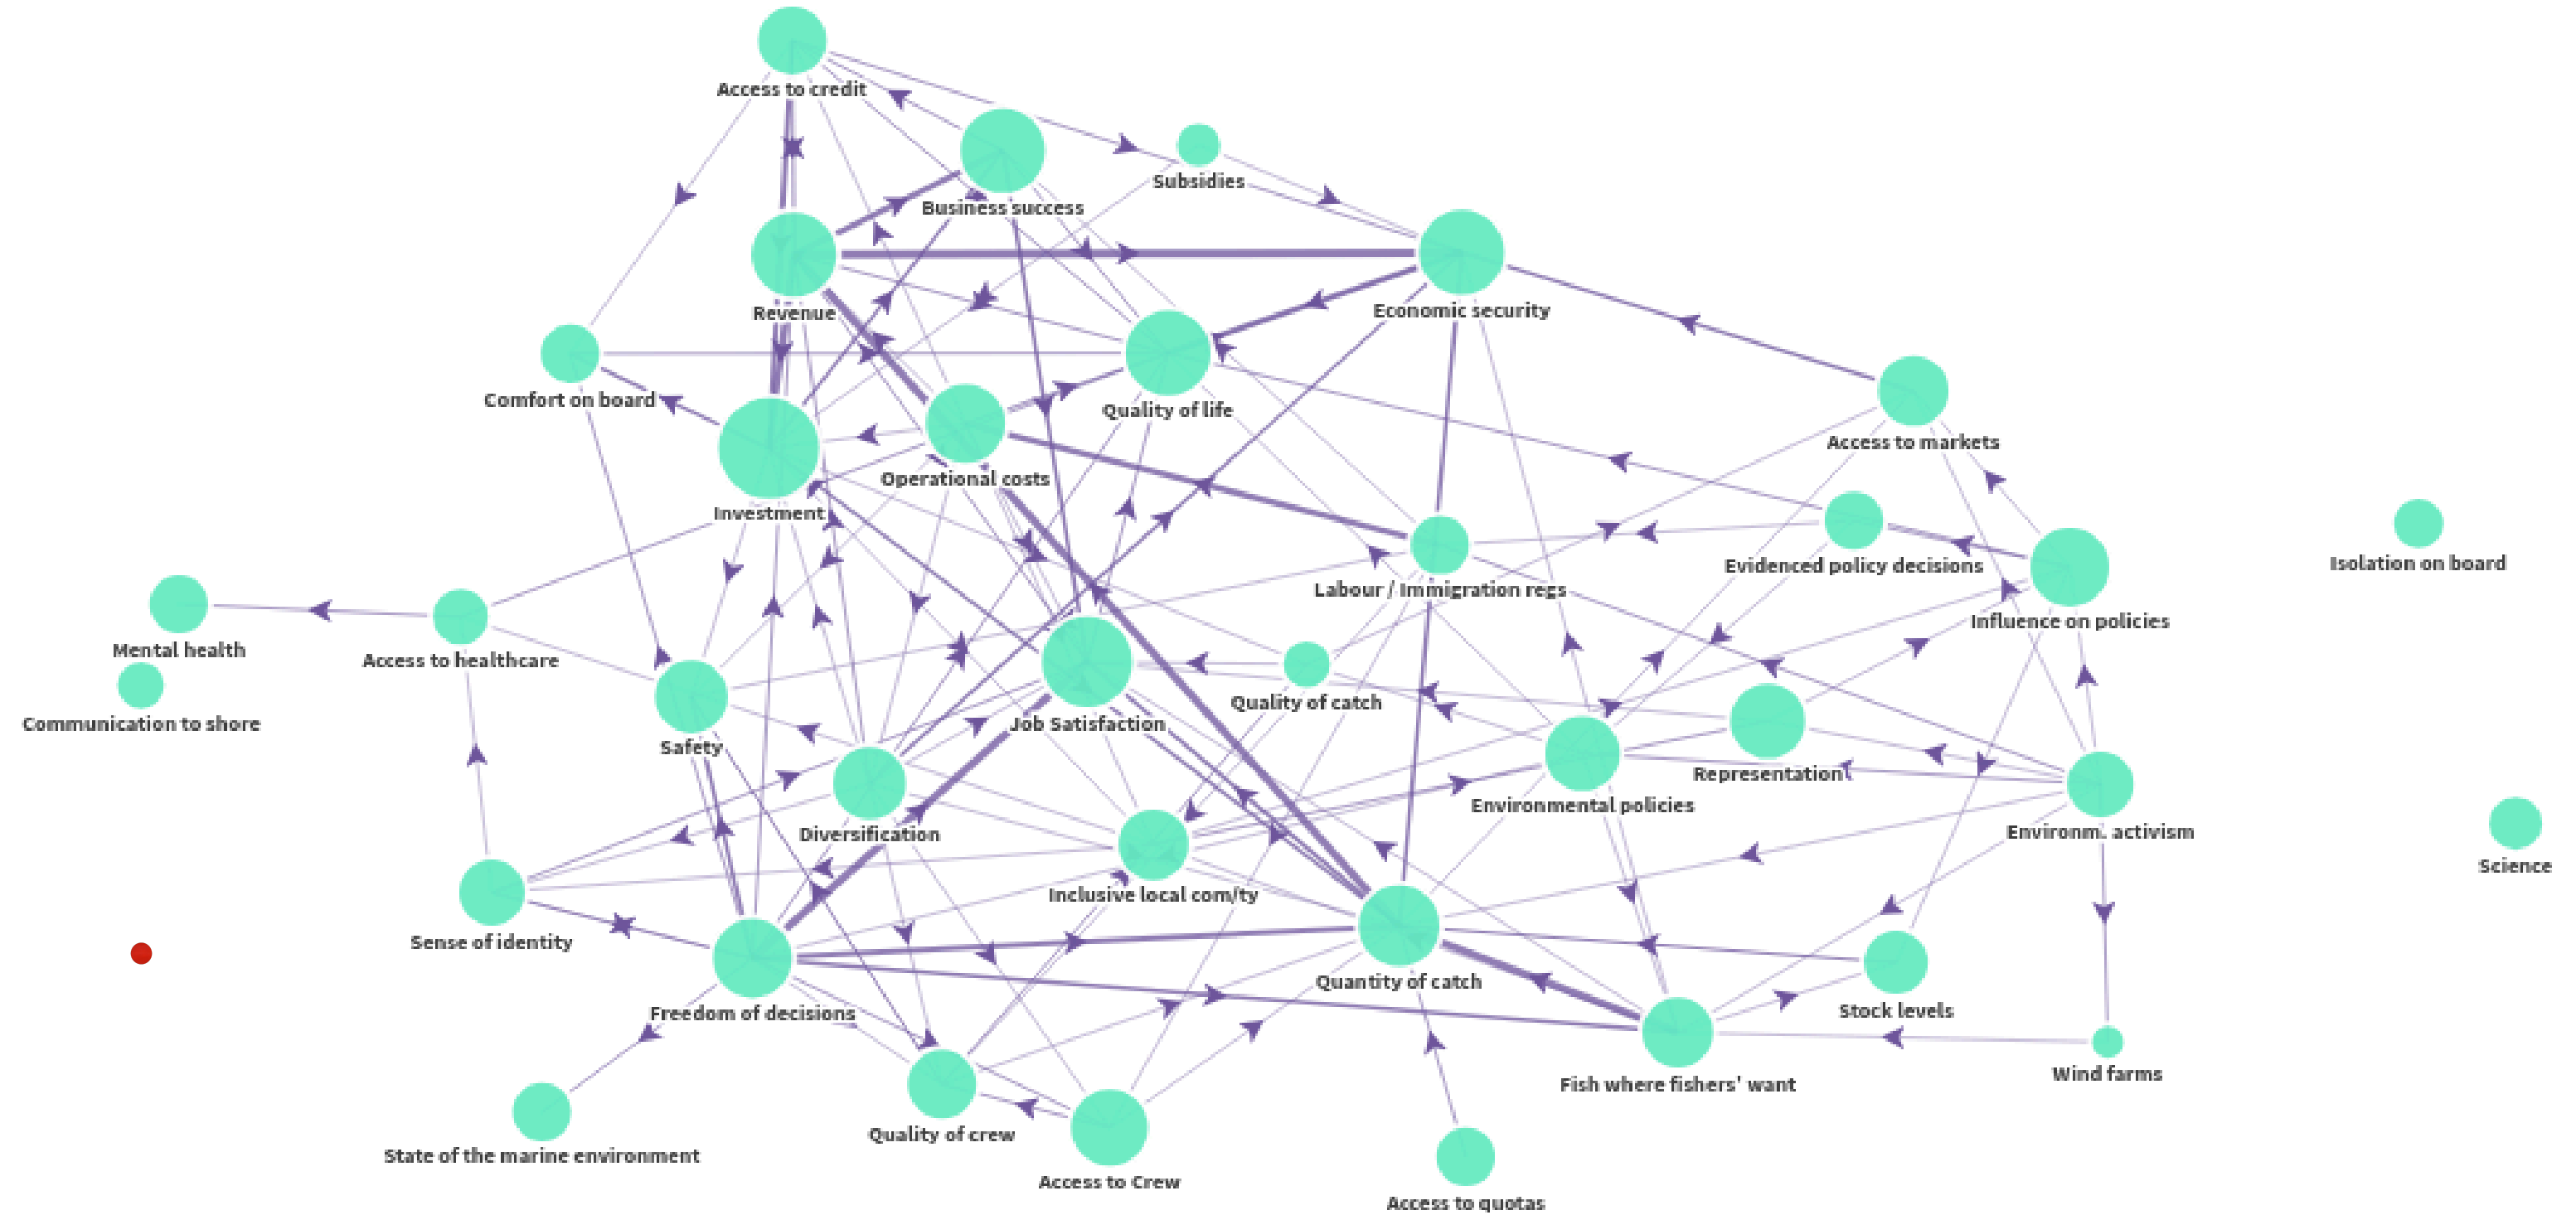 Access to credit
Subsidies
Business success
Revenue
Economic security
Comfort on board
Quality of life
Access to markets
Operational costs
Investment
Evidenced policy decisions
Isolation on board
Labour / Immigration regs
Influence on policies
Mental health
Access to healthcare
Quality of catch
Communication to shore
Job Satisfaction
Safety
Representation
Environmental policies
Diversification
Environm. activism
Science
Inclusive local com/ty
Sense of identity
Quantity of catch
Freedom of decisions
Stock levels
Wind farms
Fish where fishers' want
Quality of crew
State of the marine environment
Access to Crew
Access to quotas